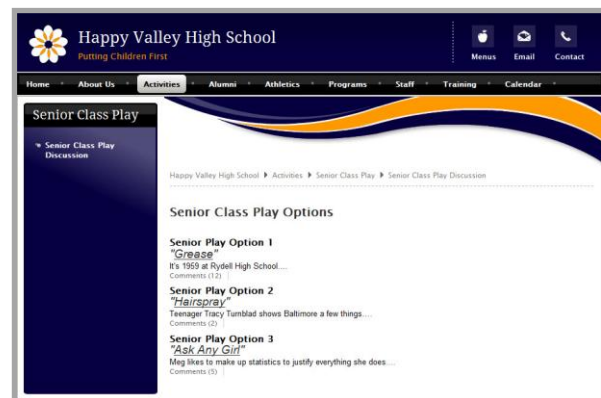 Happy Valley High School
Putting Children First
Menus Email Contact
Home About Us Activities Alumni Athletics Programs Staff Training Calendar
Senior Class Play
Senior Class Play
Discussion
Happy Valley High School Activities Senior Class Play Senior Class Play Discussion
Senior Class Play Options
Senior Play Option 1
"Grease"
It's 1959 at Rydell High School....
Comments (12)
Senior Play Option 2
"Hairspray"
Teenager Tracy Turnblad shows Baltimore a few things....
Comments (2)
Senior Play Option 3
"Ask Any Girl"
Meg likes to make up statistics to justify everything she does....
Comments (5)